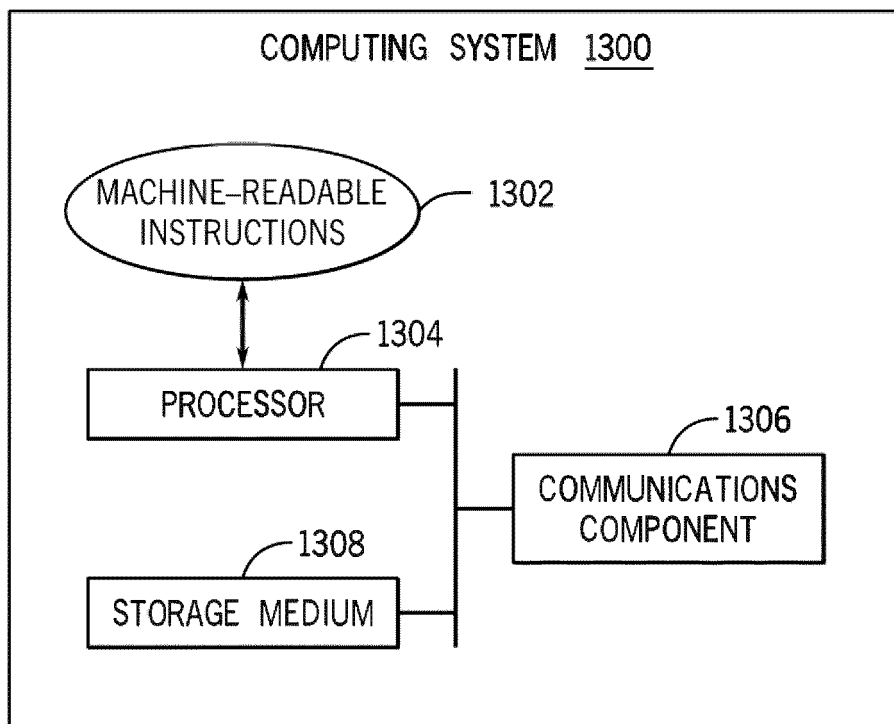 COMPUTING SYSTEM 1300
MACHINE–READABLE
INSTRUCTIONS
1302
1304
PROCESSOR
1306
COMMUNICATIONS
COMPONENT
1308
STORAGE MEDIUM